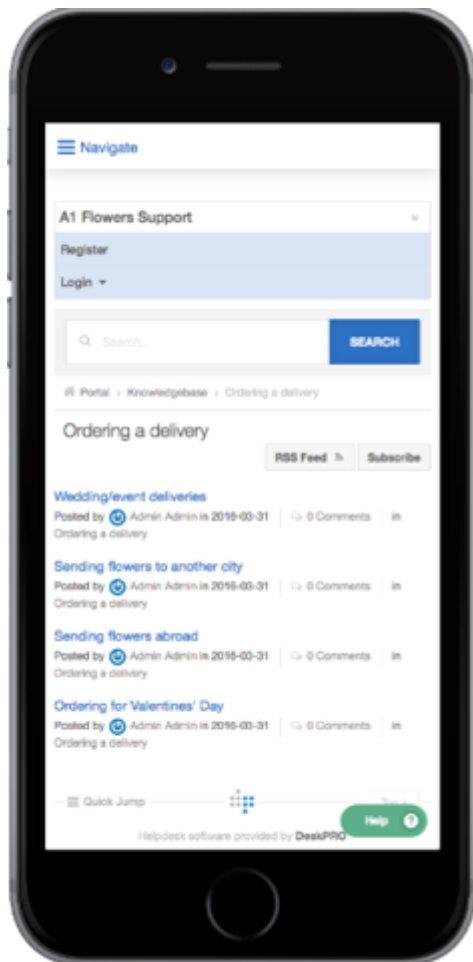 Navigate
A1 Flowers Support
Register
Login
Search...
SEARCH
Portal > Knowledgebase > Ordering a delivery
Ordering a delivery
RSS Feed
Subscribe
Wedding/event deliveries
Posted by Admin Admin in 2016-03-31 0 Comments in
Ordering a delivery
Sending flowers to another city
Posted by Admin Admin in 2016-03-31 0 Comments in
Ordering a delivery
Sending flowers abroad
Posted by Admin Admin in 2016-03-31 0 Comments in
Ordering a delivery
Ordering for Valentines' Day
Posted by Admin Admin in 2016-03-31 0 Comments in
Ordering a delivery
Quick Jump
Help ?
Helpdesk software provided by DeskPRO